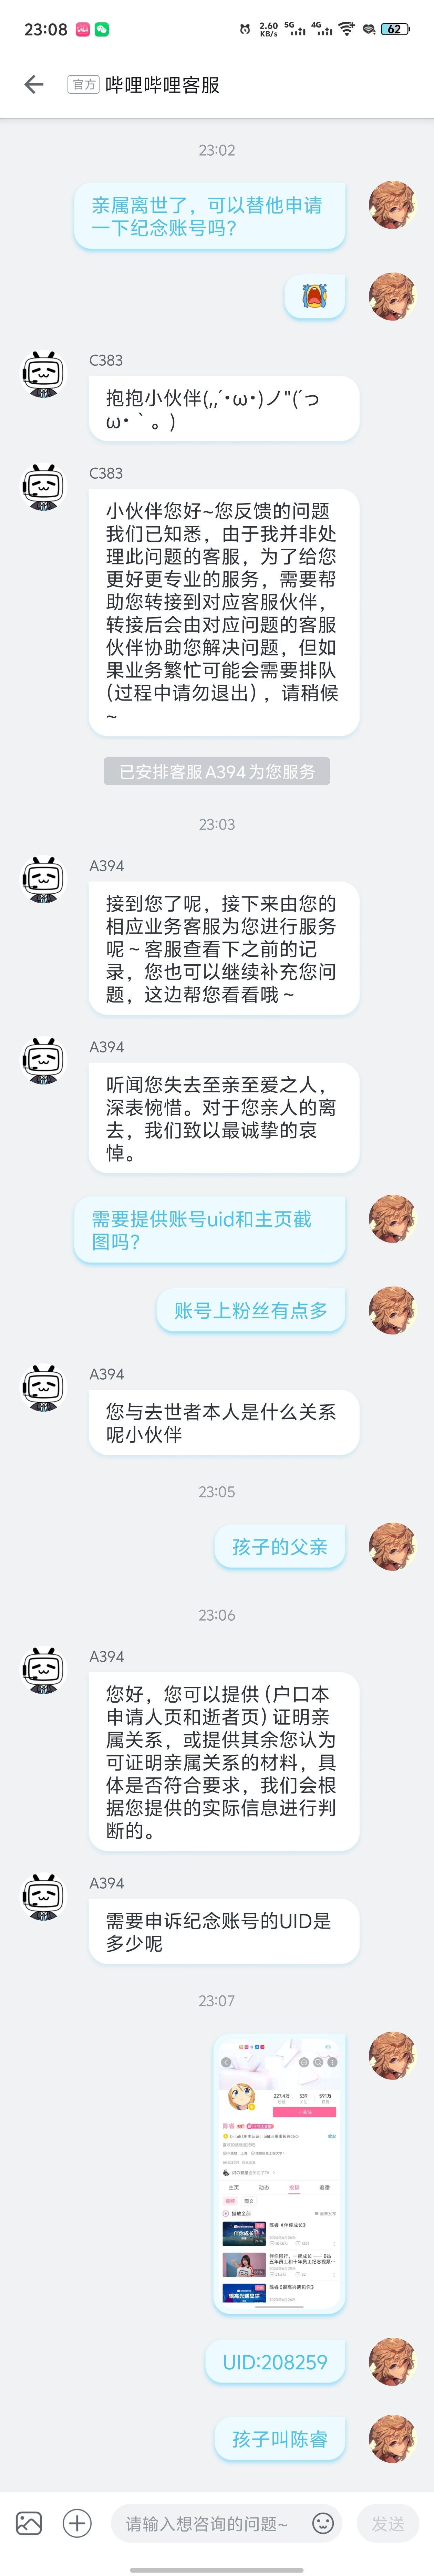 23:08
2.60
KB/s
5G
4G
62
官方 哔哩哔哩客服
23:02
亲属离世了，可以替他申请
一下纪念账号吗？
C383
抱抱小伙伴(,,´•ω•)ノ"(´っ
ω•｀。)
C383
小伙伴您好~您反馈的问题
我们已知悉，由于我并非处
理此问题的客服，为了给您
更好更专业的服务，需要帮
助您转接到对应客服伙伴，
转接后会由对应问题的客服
伙伴协助您解决问题，但如
果业务繁忙可能会需要排队
(过程中请勿退出)，请稍候
~
已安排客服A394为您服务
23:03
A394
接到您了呢，接下来由您的
相应业务客服为您进行服务
呢～客服查看下之前的记
录，您也可以继续补充您问
题，这边帮您看看哦～
A394
听闻您失去至亲至爱之人，
深表惋惜。对于您亲人的离
去，我们致以最诚挚的哀
悼。
需要提供账号uid和主页截
图吗？
账号上粉丝有点多
A394
您与去世者本人是什么关系
呢小伙伴
23:05
孩子的父亲
23:06
A394
您好，您可以提供(户口本
申请人页和逝者页)证明亲
属关系，或提供其余您认为
可证明亲属关系的材料，具
体是否符合要求，我们会根
据您提供的实际信息进行判
断的。
A394
需要申诉纪念账号的UID是
多少呢
23:07
227.4万 539 591万
陈睿
主页 动态 投稿 追番
视频 图文
播放全部
陈睿《伴你成长》
UID:208259
孩子叫陈睿
请输入想咨询的问题~
发送